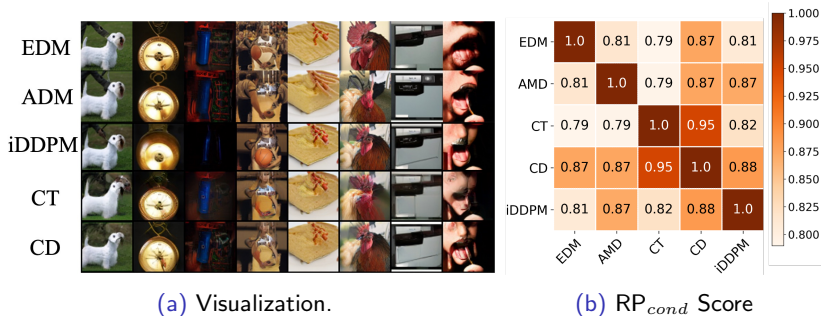 EDM
ADM
iDDPM
CT
CD
(a) Visualization.
EDM 1.0 0.81 0.79 0.87 0.81
AMD 0.81 1.0 0.79 0.87 0.87
CT 0.79 0.79 1.0 0.95 0.82
CD 0.87 0.87 0.95 1.0 0.88
iDDPM 0.81 0.87 0.82 0.88 1.0
EDM AMD CT CD iDDPM
1.000
0.975
0.950
0.925
0.900
0.875
0.850
0.825
0.800
(b) RP_cond Score